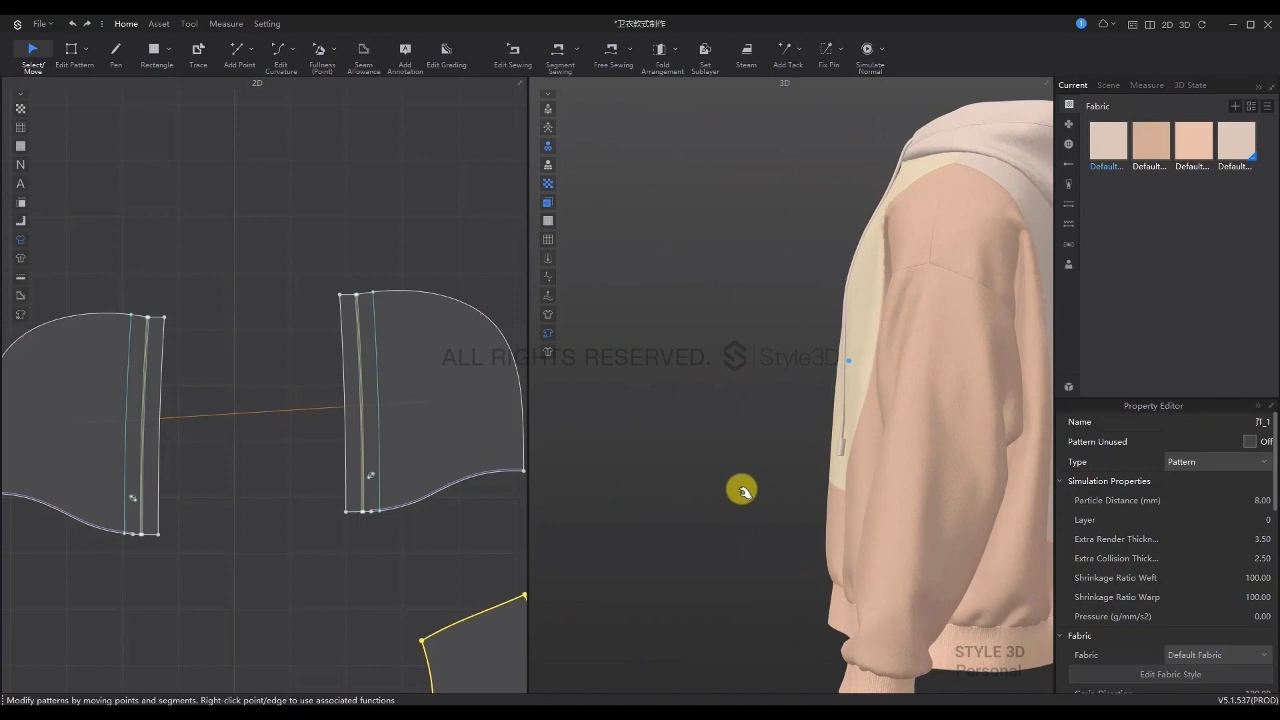 File Home Asset Tool Measure Setting
*卫衣款式制作
1 2D 3D
Select/
Move
Edit Pattern
Pen
Rectangle
Trace
Add Point
Edit
Curvature
Fullness
(Point)
Seam
Allowance
Add
Annotation
Edit Grading
Edit Sewing
Segment
Sewing
Free Sewing
Fold
Arrangement
Set
Sublayer
Steam
Add Tack
Fix Pin
Simulate
Normal
2D
3D
Current Scene Measure 3D State
Fabric
Default... Default... Default... Default...
ALL RIGHTS RESERVED. Style3D
Property Editor
Name
Pattern Unused Off
Type Pattern
Simulation Properties
Particle Distance (mm) 8.00
Layer 0
Extra Render Thickn... 3.50
Extra Collision Thick... 2.50
Shrinkage Ratio Weft 100.00
Shrinkage Ratio Warp 100.00
Pressure (g/mm/s2) 0.00
Fabric
Fabric Default Fabric
Edit Fabric Style
STYLE 3D
Personal
Modify patterns by moving points and segments. Right-click point/edge to use associated functions
V5.1.537(PROD)